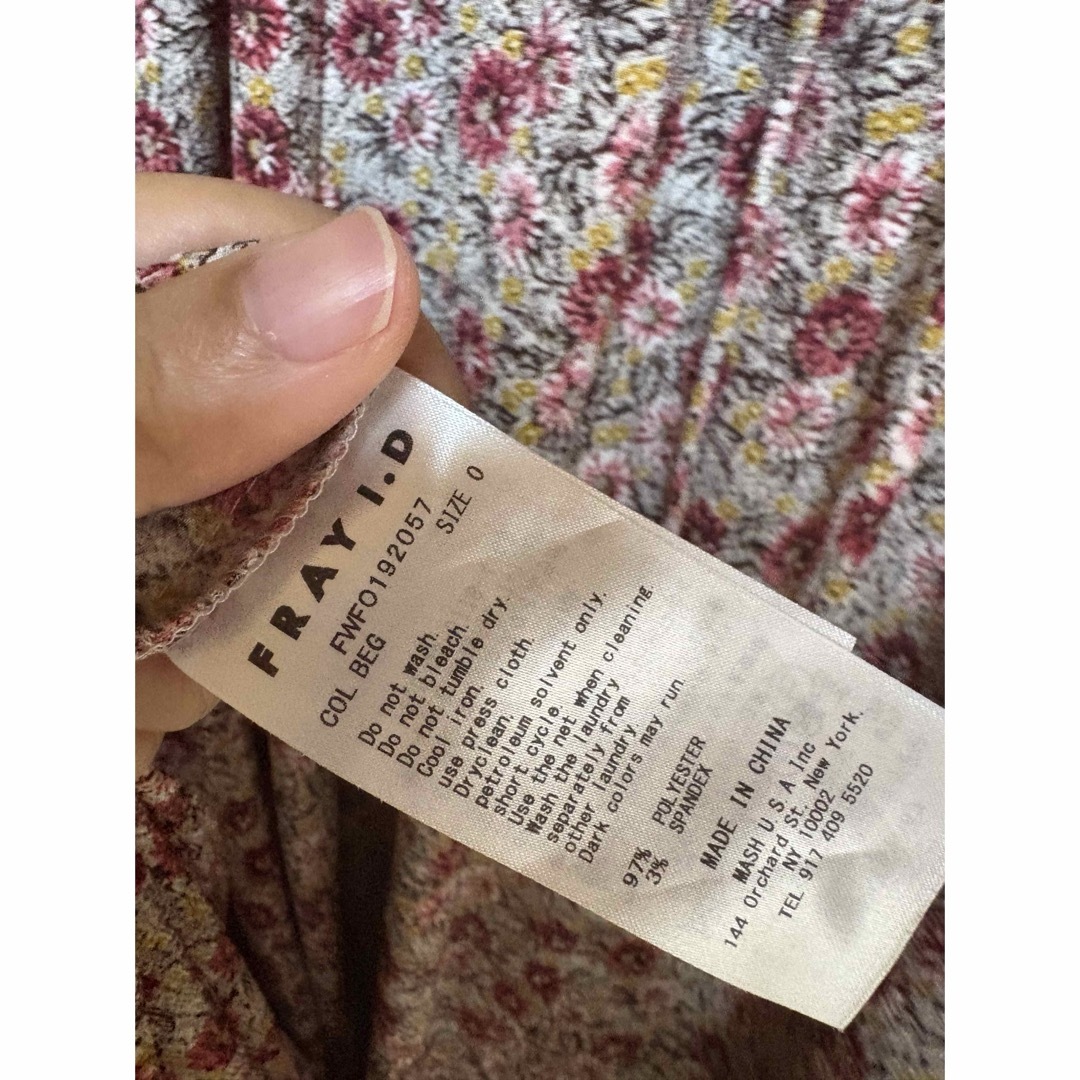 FRAY I.D
FWFO192057
COL BEG SIZE 0
Do not wash.
Do not bleach.
Do not tumble dry.
Cool iron.
use press cloth.
Dryclean.
petroleum solvent only.
short cycle.
Use the net when cleaning.
Wash the laundry
separately from
other laundry
Dark colors may run.
97% POLYESTER
3% SPANDEX
MADE IN CHINA
MASH U S A Inc
144 Orchard St. New York.
NY 10002
TEL 917 409 5520